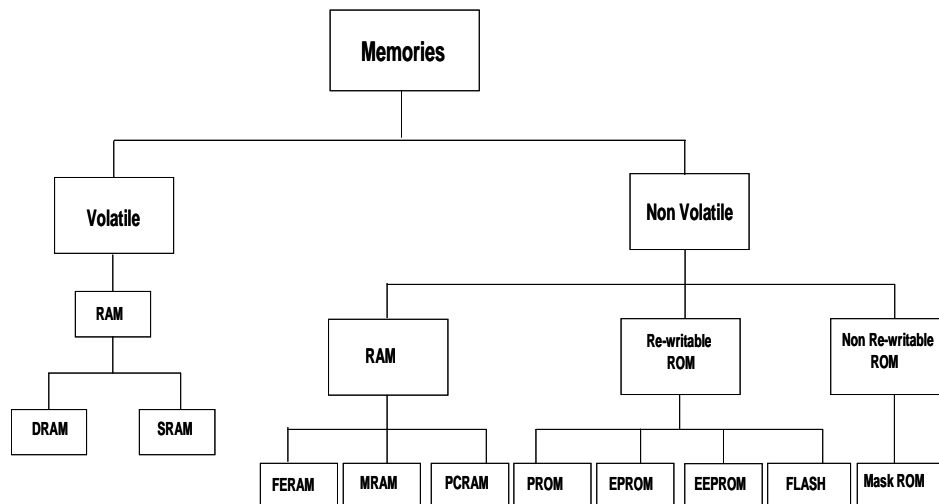 Memories
Volatile
Non Volatile
RAM
RAM
Re-writable
ROM
Non Re-writable
ROM
DRAM
SRAM
FERAM
MRAM
PCRAM
PROM
EPROM
EEPROM
FLASH
Mask ROM